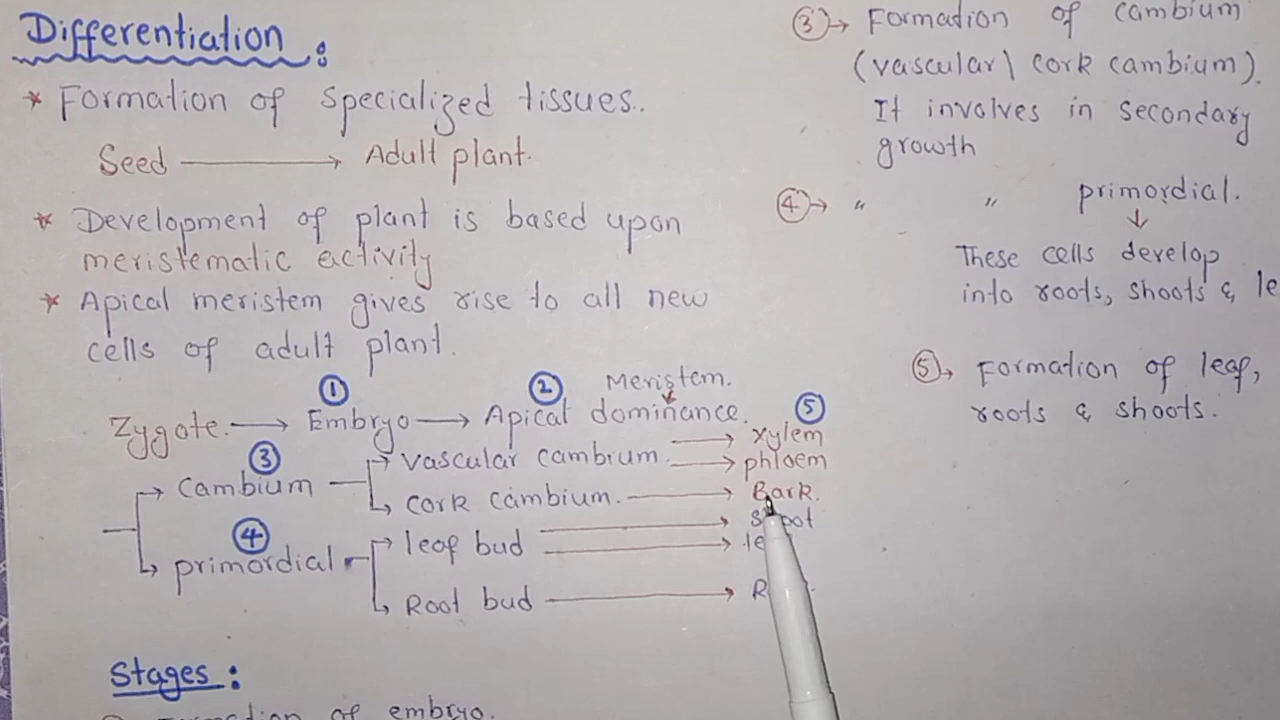 Differentiation :
* Formation of specialized tissues.
Seed → Adult plant.
* Development of plant is based upon
meristematic activity
* Apical meristem gives rise to all new
cells of adult plant.
① ② Meristem.
Zygote. → Embryo → Apical dominance. ⑤
③ Vascular cambium. → xylem
→ phloem
Cambium
Cork cambium. → Bark.
④ leaf bud → shoot
primordial
Root bud →
Stages :
Formation of embryo.
③→ Formation of cambium
(vascular) cork cambium).
It involves in secondary
growth
④→ " " primordial.
These cells develop
into roots, shoots &
⑤→ Formation of leaf,
roots & shoots.